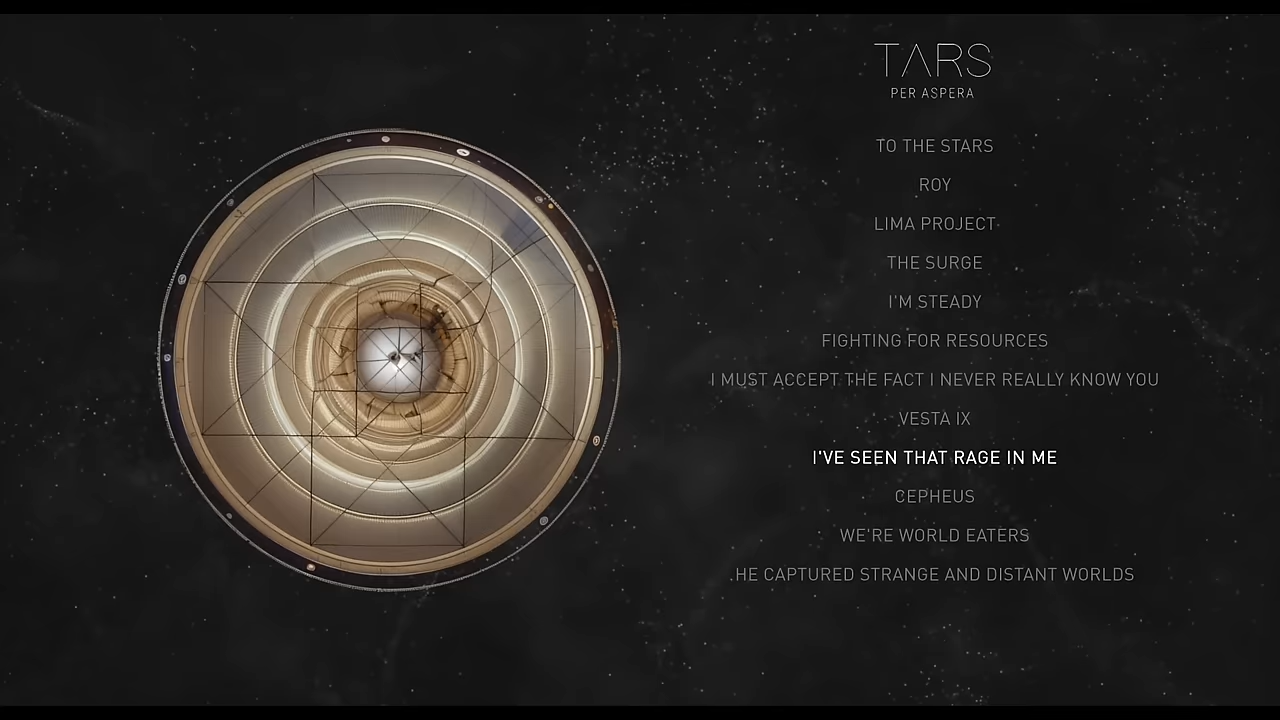 TARS
PER ASPERA
TO THE STARS
ROY
LIMA PROJECT
THE SURGE
I'M STEADY
FIGHTING FOR RESOURCES
I MUST ACCEPT THE FACT I NEVER REALLY KNOW YOU
VESTA IX
I'VE SEEN THAT RAGE IN ME
CEPHEUS
WE'RE WORLD EATERS
HE CAPTURED STRANGE AND DISTANT WORLDS